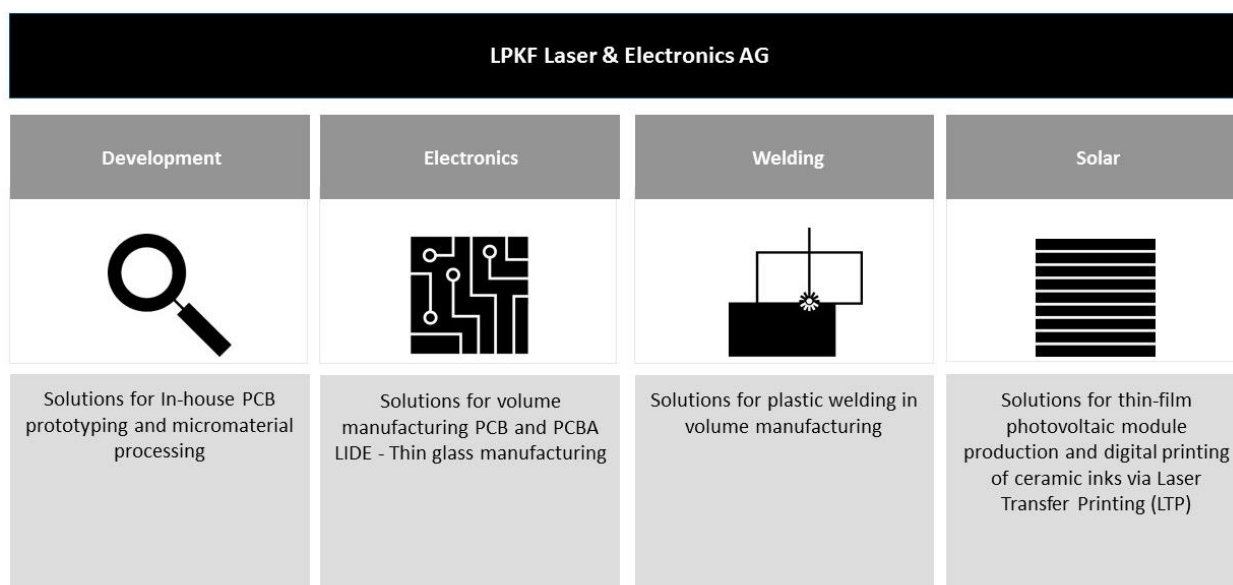 LPKF Laser & Electronics AG
Development
Electronics
Welding
Solar
Solutions for In-house PCB
prototyping and micromaterial
processing
Solutions for volume
manufacturing PCB and PCBA
LIDE - Thin glass manufacturing
Solutions for plastic welding in
volume manufacturing
Solutions for thin-film
photovoltaic module
production and digital printing
of ceramic inks via Laser
Transfer Printing (LTP)